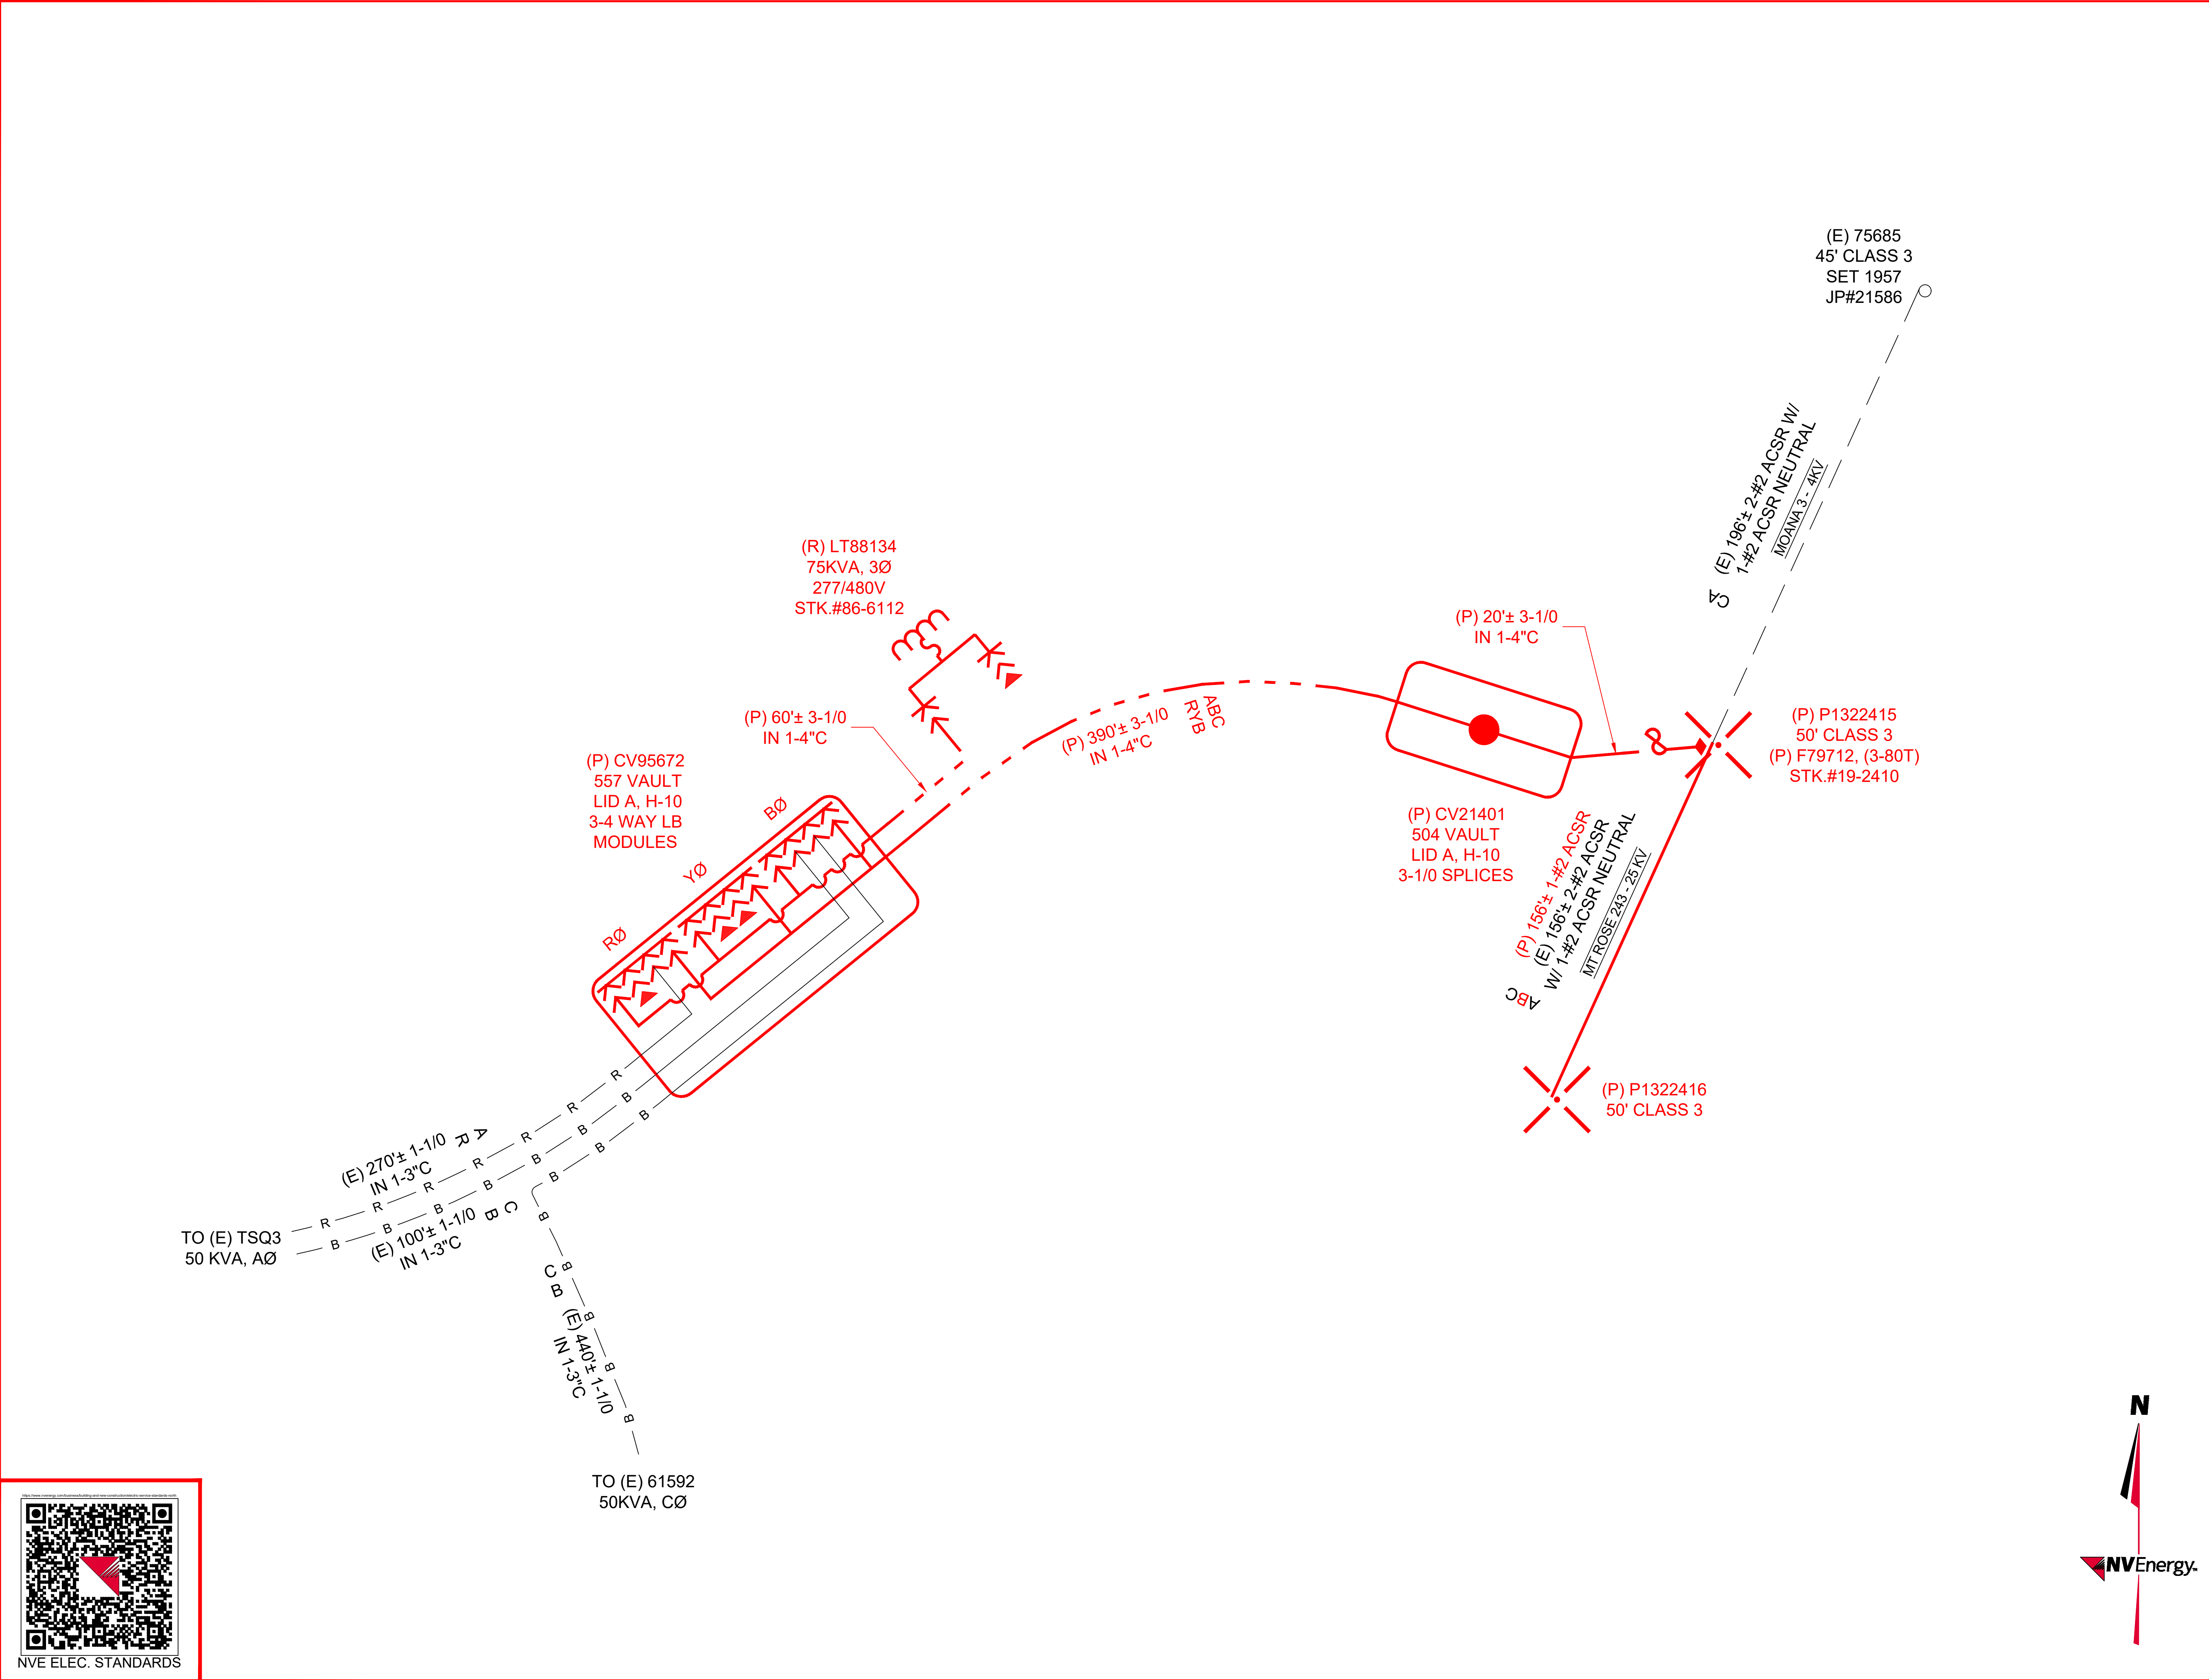 (E) 75685
45' CLASS 3
SET 1957
JP#21586
(E) 196'± 2-#2 ACSR W/
1-#2 ACSR NEUTRAL
MOANA 3 - 4KV
CA
(R) LT88134
75KVA, 3Ø
277/480V
STK.#86-6112
(P) 20'± 3-1/0
IN 1-4"C
(P) 60'± 3-1/0
IN 1-4"C
(P) 390'± 3-1/0
IN 1-4"C
ABC
RYB
(P) P1322415
50' CLASS 3
(P) F79712, (3-80T)
STK.#19-2410
(P) CV95672
557 VAULT
LID A, H-10
3-4 WAY LB
MODULES
BØ
YØ
RØ
(P) CV21401
504 VAULT
LID A, H-10
3-1/0 SPLICES
(P) 156'± 1-#2 ACSR
(E) 156'± 2-#2 ACSR
W/ 1-#2 ACSR NEUTRAL
MT ROSE 243 - 25 KV
CBA
(P) P1322416
50' CLASS 3
R R R R R R R
B B B B B B B
B B B
B B B B B
(E) 270'± 1-1/0
IN 1-3"C
A
R
(E) 100'± 1-1/0
IN 1-3"C
C
B
TO (E) TSQ3
50 KVA, AØ
C
B
(E) 440'± 1-1/0
IN 1-3"C
TO (E) 61592
50KVA, CØ
N
NVEnergy
NVE ELEC. STANDARDS